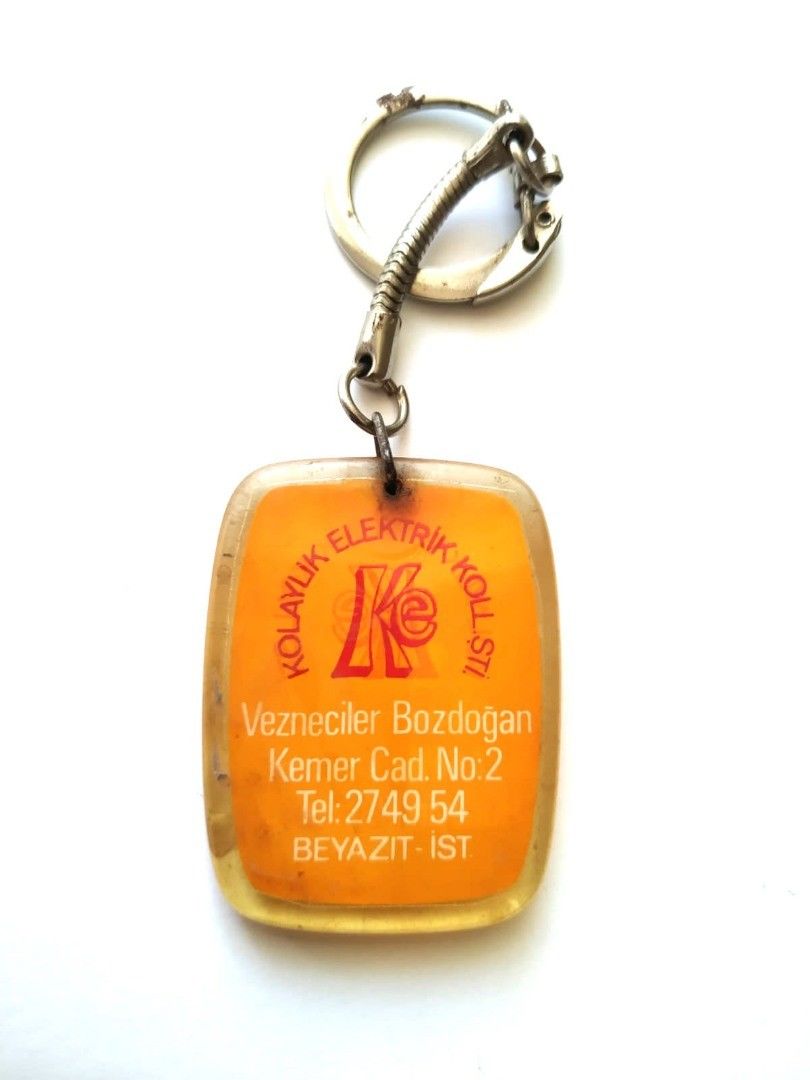 KOLAYLIK ELEKTRİK KOLL. ŞTİ.
Ke
Vezneciler Bozdoğan
Kemer Cad. No:2
Tel: 2749 54
BEYAZIT - İST.